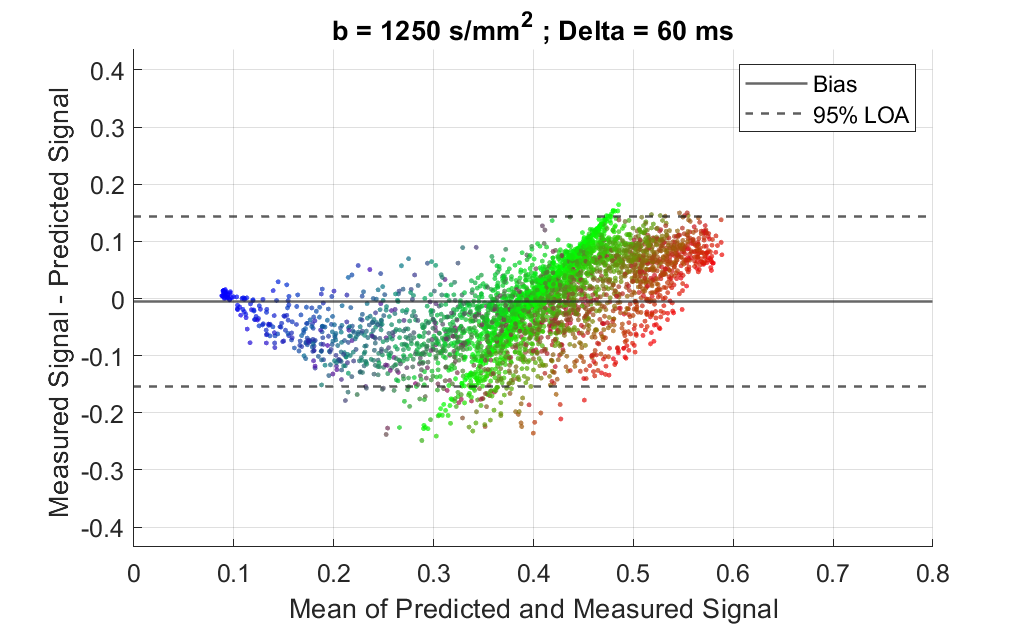 b = 1250 s/mm² ; Delta = 60 ms
Bias
95% LOA
Measured Signal - Predicted Signal
0.4
0.3
0.2
0.1
0
-0.1
-0.2
-0.3
-0.4
0 0.1 0.2 0.3 0.4 0.5 0.6 0.7 0.8
Mean of Predicted and Measured Signal